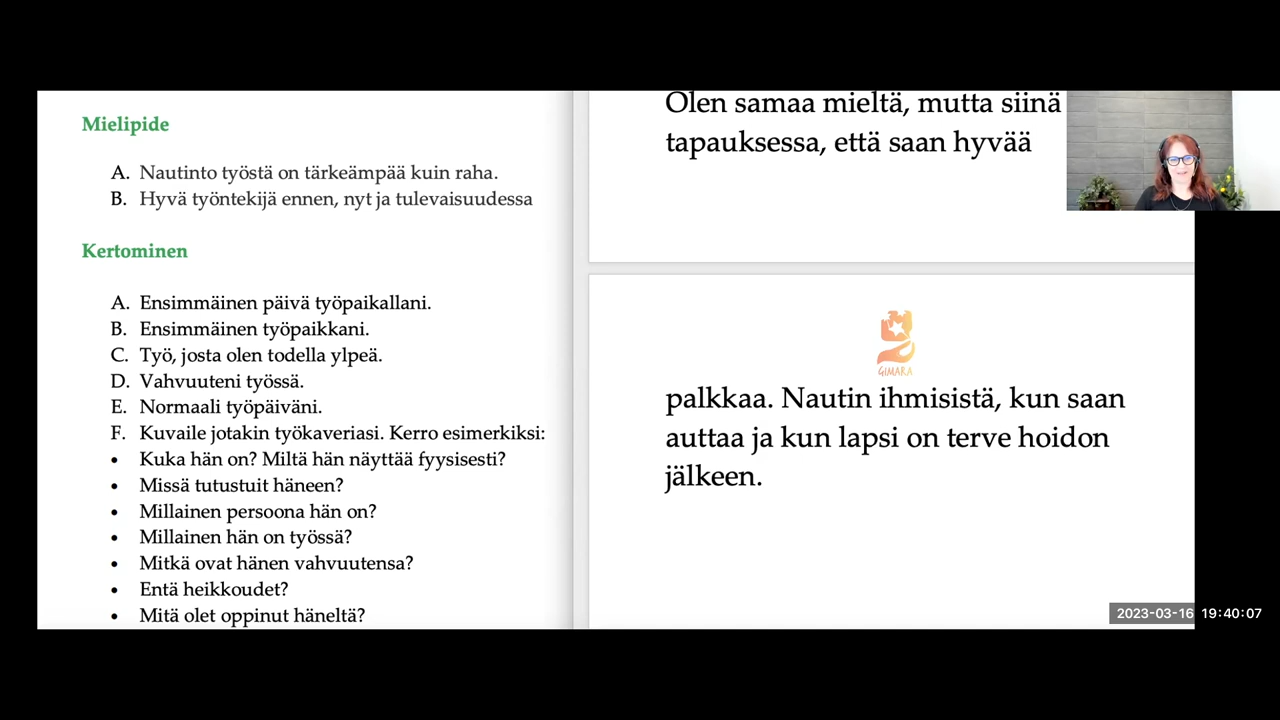 Mielipide
A. Nautinto työstä on tärkeämpää kuin raha.
B. Hyvä työntekijä ennen, nyt ja tulevaisuudessa
Kertominen
A. Ensimmäinen päivä työpaikallani.
B. Ensimmäinen työpaikkani.
C. Työ, josta olen todella ylpeä.
D. Vahvuuteni työssä.
E. Normaali työpäiväni.
F. Kuvaile jotakin työkaveriasi. Kerro esimerkiksi:
• Kuka hän on? Miltä hän näyttää fyysisesti?
• Missä tutustuit häneen?
• Millainen persoona hän on?
• Millainen hän on työssä?
• Mitkä ovat hänen vahvuutensa?
• Entä heikkoudet?
• Mitä olet oppinut häneltä?
Olen samaa mieltä, mutta siinä
tapauksessa, että saan hyvää
GIMARA
palkkaa. Nautin ihmisistä, kun saan
auttaa ja kun lapsi on terve hoidon
jälkeen.
2023-03-16 19:40:07